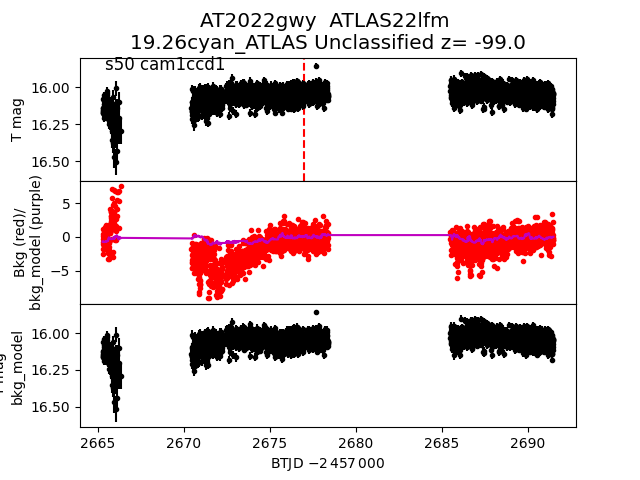 AT2022gwy  ATLAS22lfm
19.26cyan_ATLAS Unclassified z= -99.0
s50 cam1ccd1
T mag
16.00
16.25
16.50
Bkg (red)/
bkg_model (purple)
5
0
−5
bkg_model
16.00
16.25
16.50
2665 2670 2675 2680 2685 2690
BTJD −2 457 000